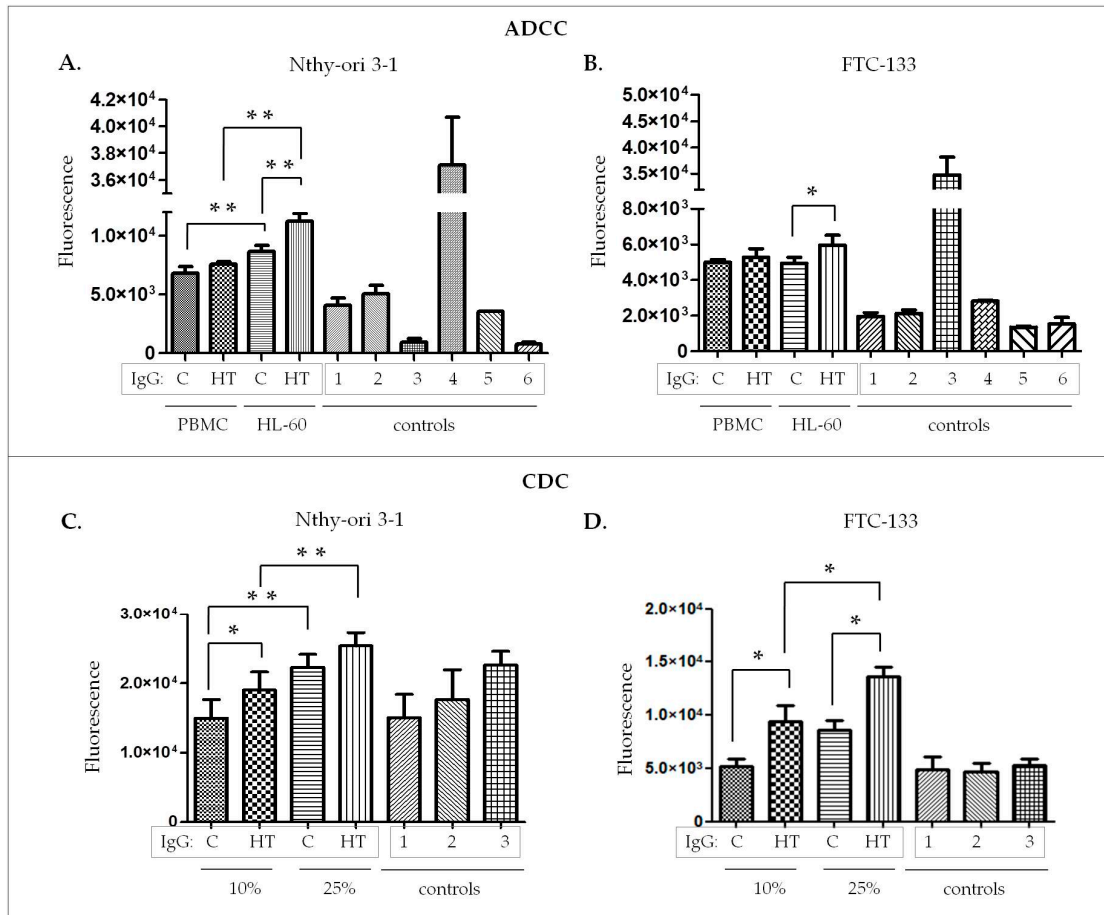 ADCC
A.
Nthy-ori 3-1
Fluorescence
4.2×10⁴
4.0×10⁴
3.8×10⁴
3.6×10⁴
1.0×10⁴
5.0×10³
0
** ** **
IgG: C HT C HT 1 2 3 4 5 6
PBMC HL-60 controls
B.
FTC-133
Fluorescence
5.0×10⁴
4.5×10⁴
4.0×10⁴
3.5×10⁴
3.0×10⁴
8.0×10³
6.0×10³
4.0×10³
2.0×10³
0
*
IgG: C HT C HT 1 2 3 4 5 6
PBMC HL-60 controls
CDC
C.
Nthy-ori 3-1
Fluorescence
3.0×10⁴
2.0×10⁴
1.0×10⁴
0
** ** *
IgG: C HT C HT 1 2 3
10% 25% controls
D.
FTC-133
Fluorescence
2.0×10⁴
1.5×10⁴
1.0×10⁴
5.0×10³
0
* * *
IgG: C HT C HT 1 2 3
10% 25% controls